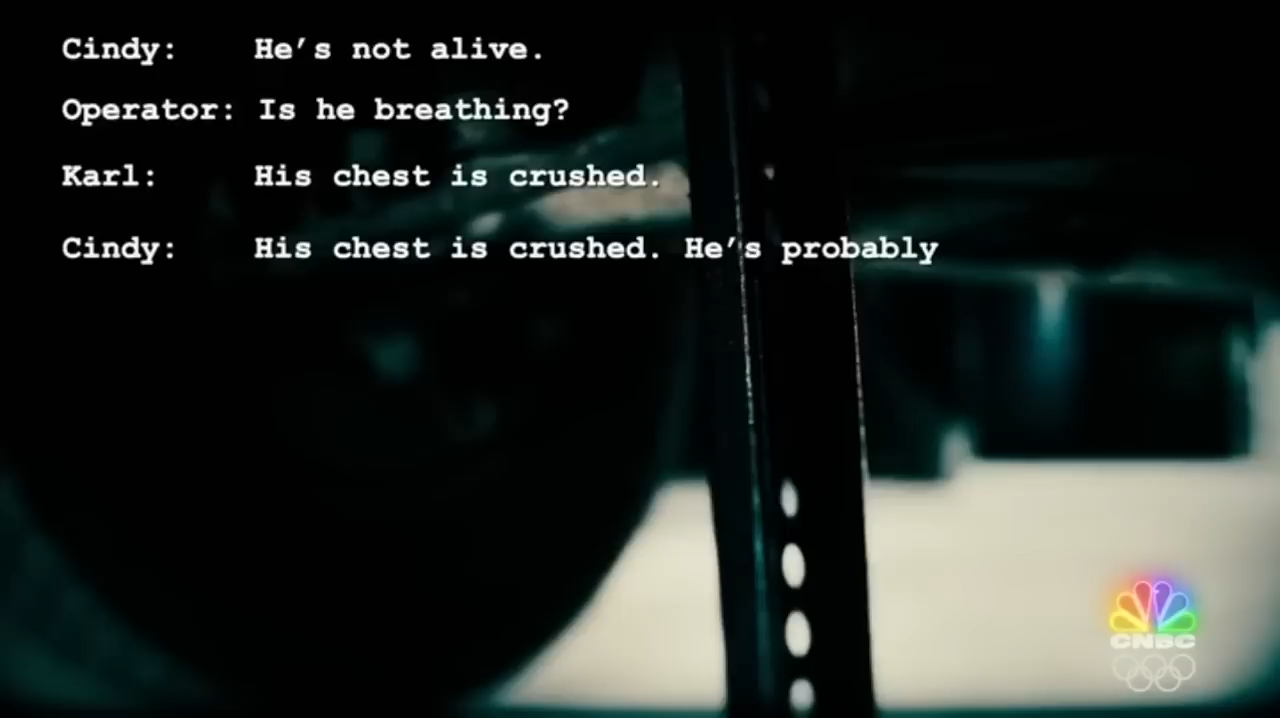 Cindy: He's not alive.
Operator: Is he breathing?
Karl: His chest is crushed.
Cindy: His chest is crushed. He's probably
CNBC